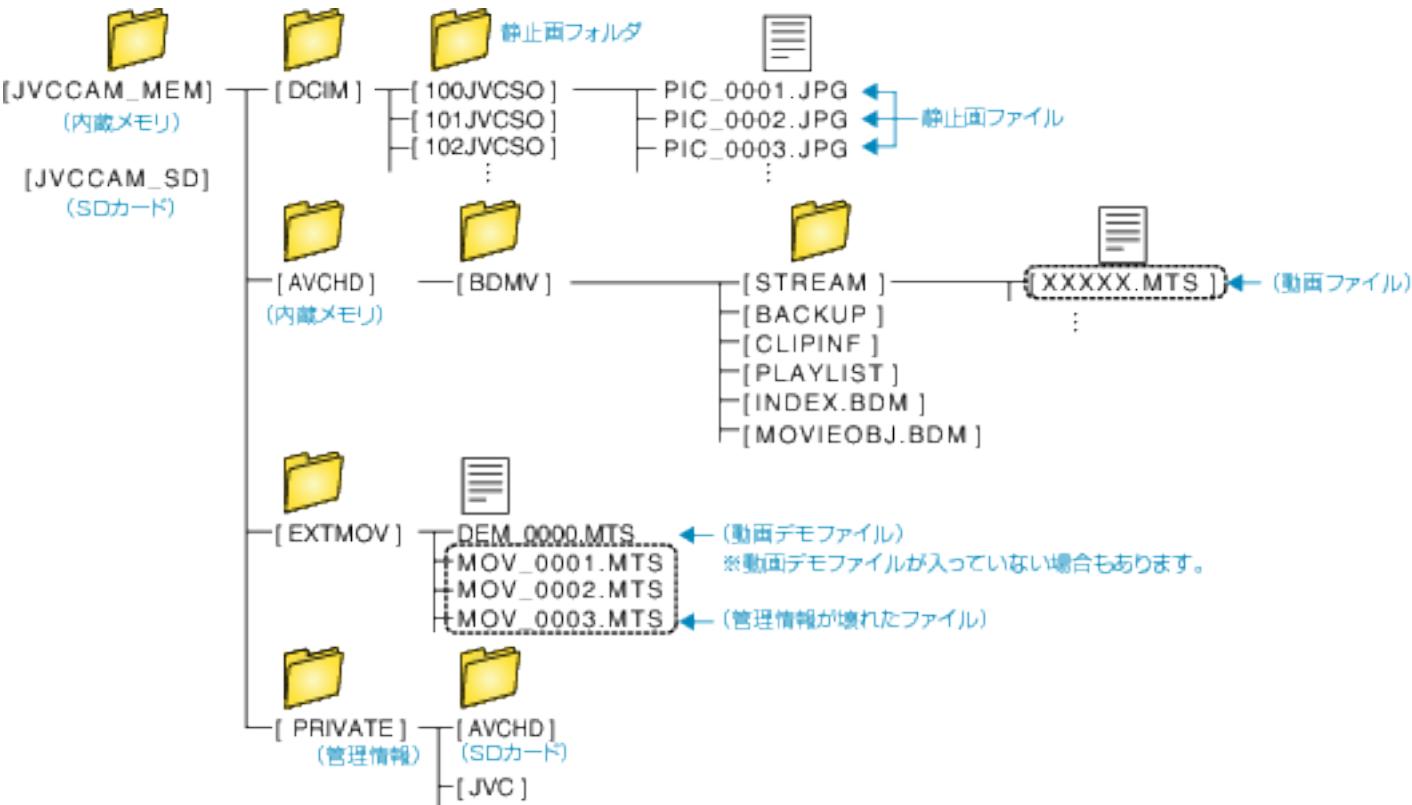 静止画フォルダ
[JVCCAM_MEM] [DCIM] [100JVCSO] PIC_0001.JPG
(内蔵メモリ) [101JVCSO] PIC_0002.JPG 静止画ファイル
[102JVCSO] PIC_0003.JPG
[JVCCAM_SD]
(SDカード)
[AVCHD] [BDMV] [STREAM] [XXXXX.MTS] (動画ファイル)
(内蔵メモリ) [BACKUP]
[CLIPINF]
[PLAYLIST]
[INDEX.BDM]
[MOVIEOBJ.BDM]
[EXTMOV] DEM_0000.MTS (動画デモファイル)
MOV_0001.MTS ※動画デモファイルが入っていない場合もあります。
MOV_0002.MTS
MOV_0003.MTS (管理情報が壊れたファイル)
[PRIVATE] [AVCHD]
(管理情報) (SDカード)
[JVC]